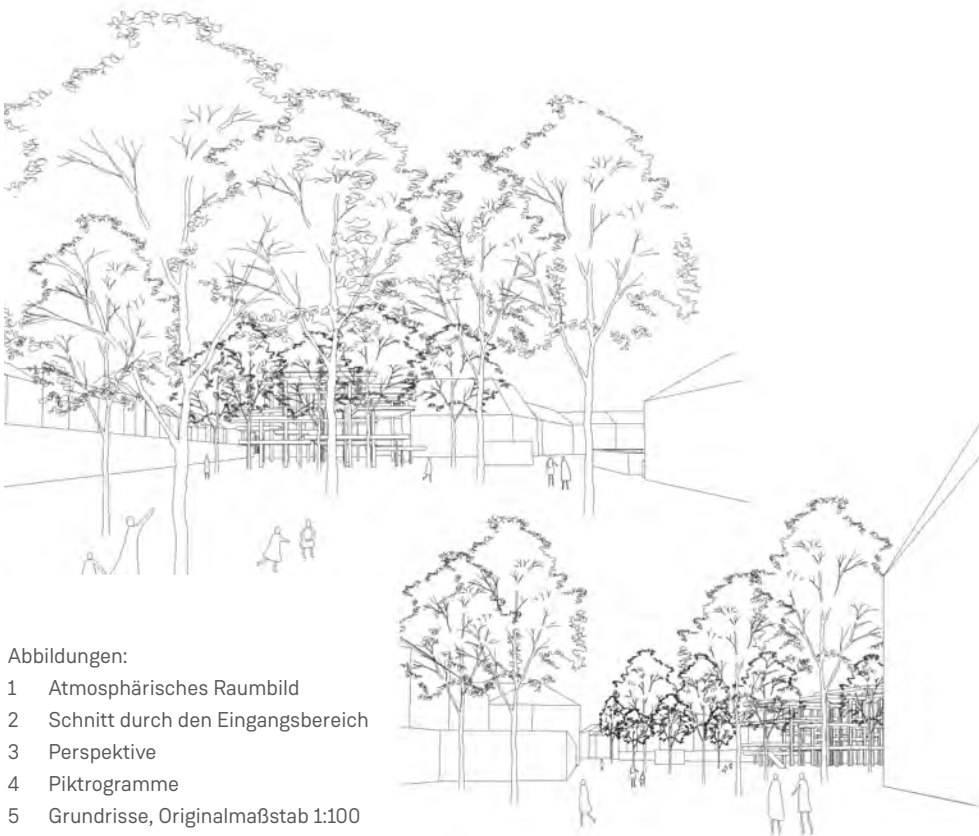 Abbildungen:
1 Atmosphärisches Raumbild
2 Schnitt durch den Eingangsbereich
3 Perspektive
4 Piktrogramme
5 Grundrisse, Originalmaßstab 1:100